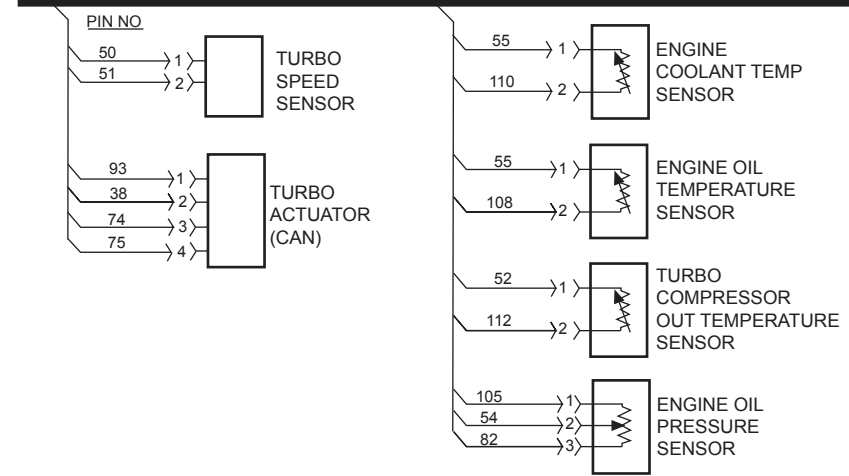 PIN NO
50
1
51
2
TURBO
SPEED
SENSOR
93
1
38
2
74
3
75
4
TURBO
ACTUATOR
(CAN)
55
1
110
2
ENGINE
COOLANT TEMP
SENSOR
55
1
108
2
ENGINE OIL
TEMPERATURE
SENSOR
52
1
112
2
TURBO
COMPRESSOR
OUT TEMPERATURE
SENSOR
105
1
54
2
82
3
ENGINE OIL
PRESSURE
SENSOR